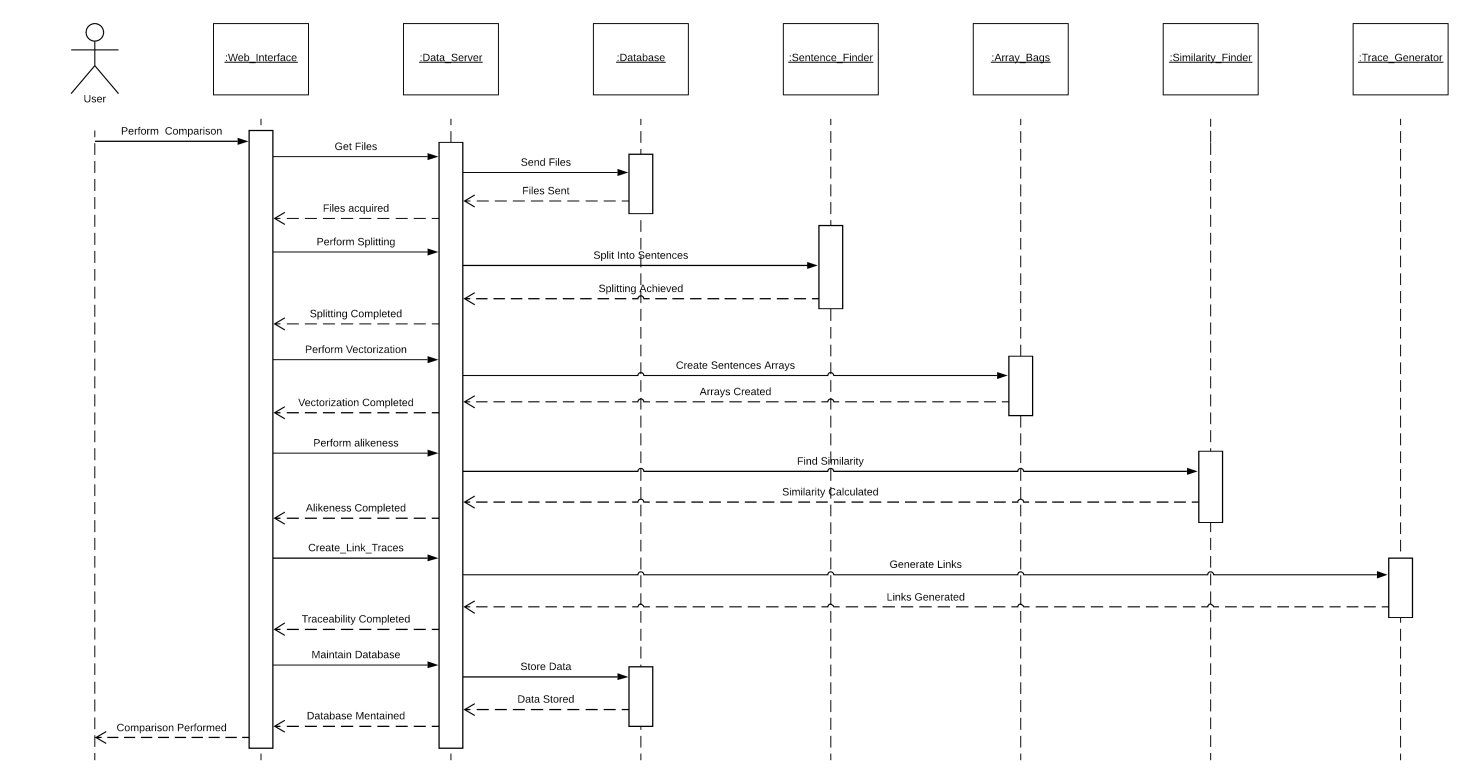 :Web_Interface
:Data_Server
:Database
:Sentence_Finder
:Array_Bags
:Similarity_Finder
:Trace_Generator
User
Perform  Comparison
Get Files
Send Files
Files Sent
Files acquired
Perform Splitting
Split Into Sentences
Splitting Achieved
Splitting Completed
Perform Vectorization
Create Sentences Arrays
Arrays Created
Vectorization Completed
Perform alikeness
Find Similarity
Similarity Calculated
Alikeness Completed
Create_Link_Traces
Generate Links
Links Generated
Traceability Completed
Maintain Database
Store Data
Data Stored
Database Mentained
Comparison Performed